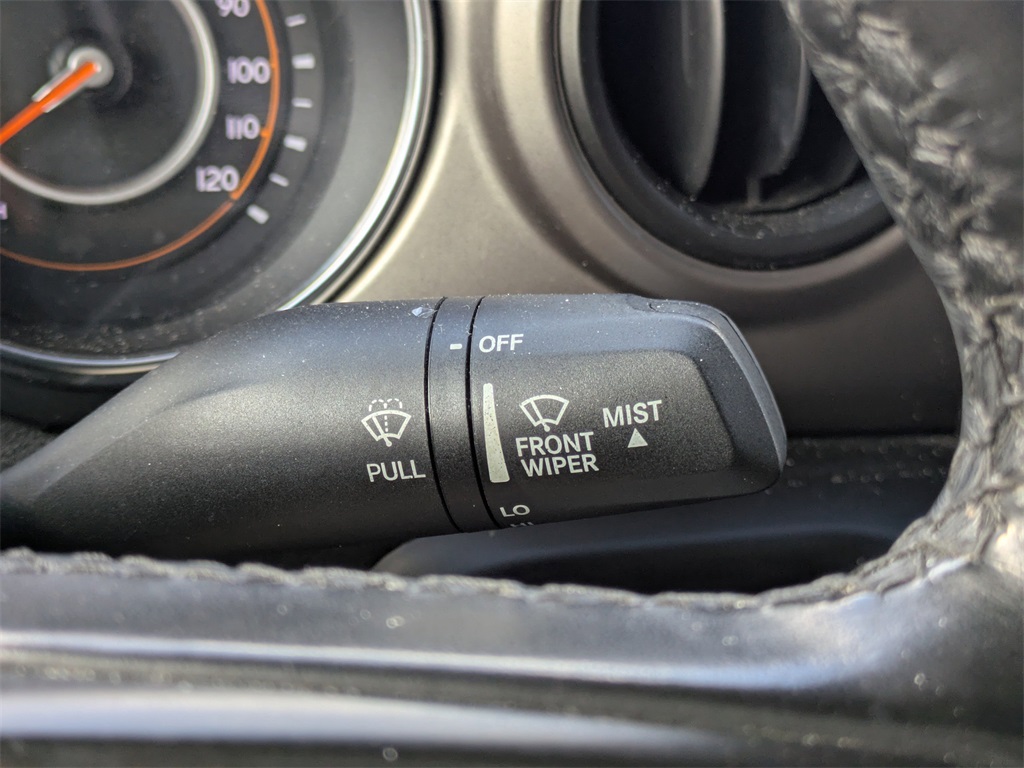 90
100
110
120
OFF
MIST
FRONT
WIPER
PULL
LO